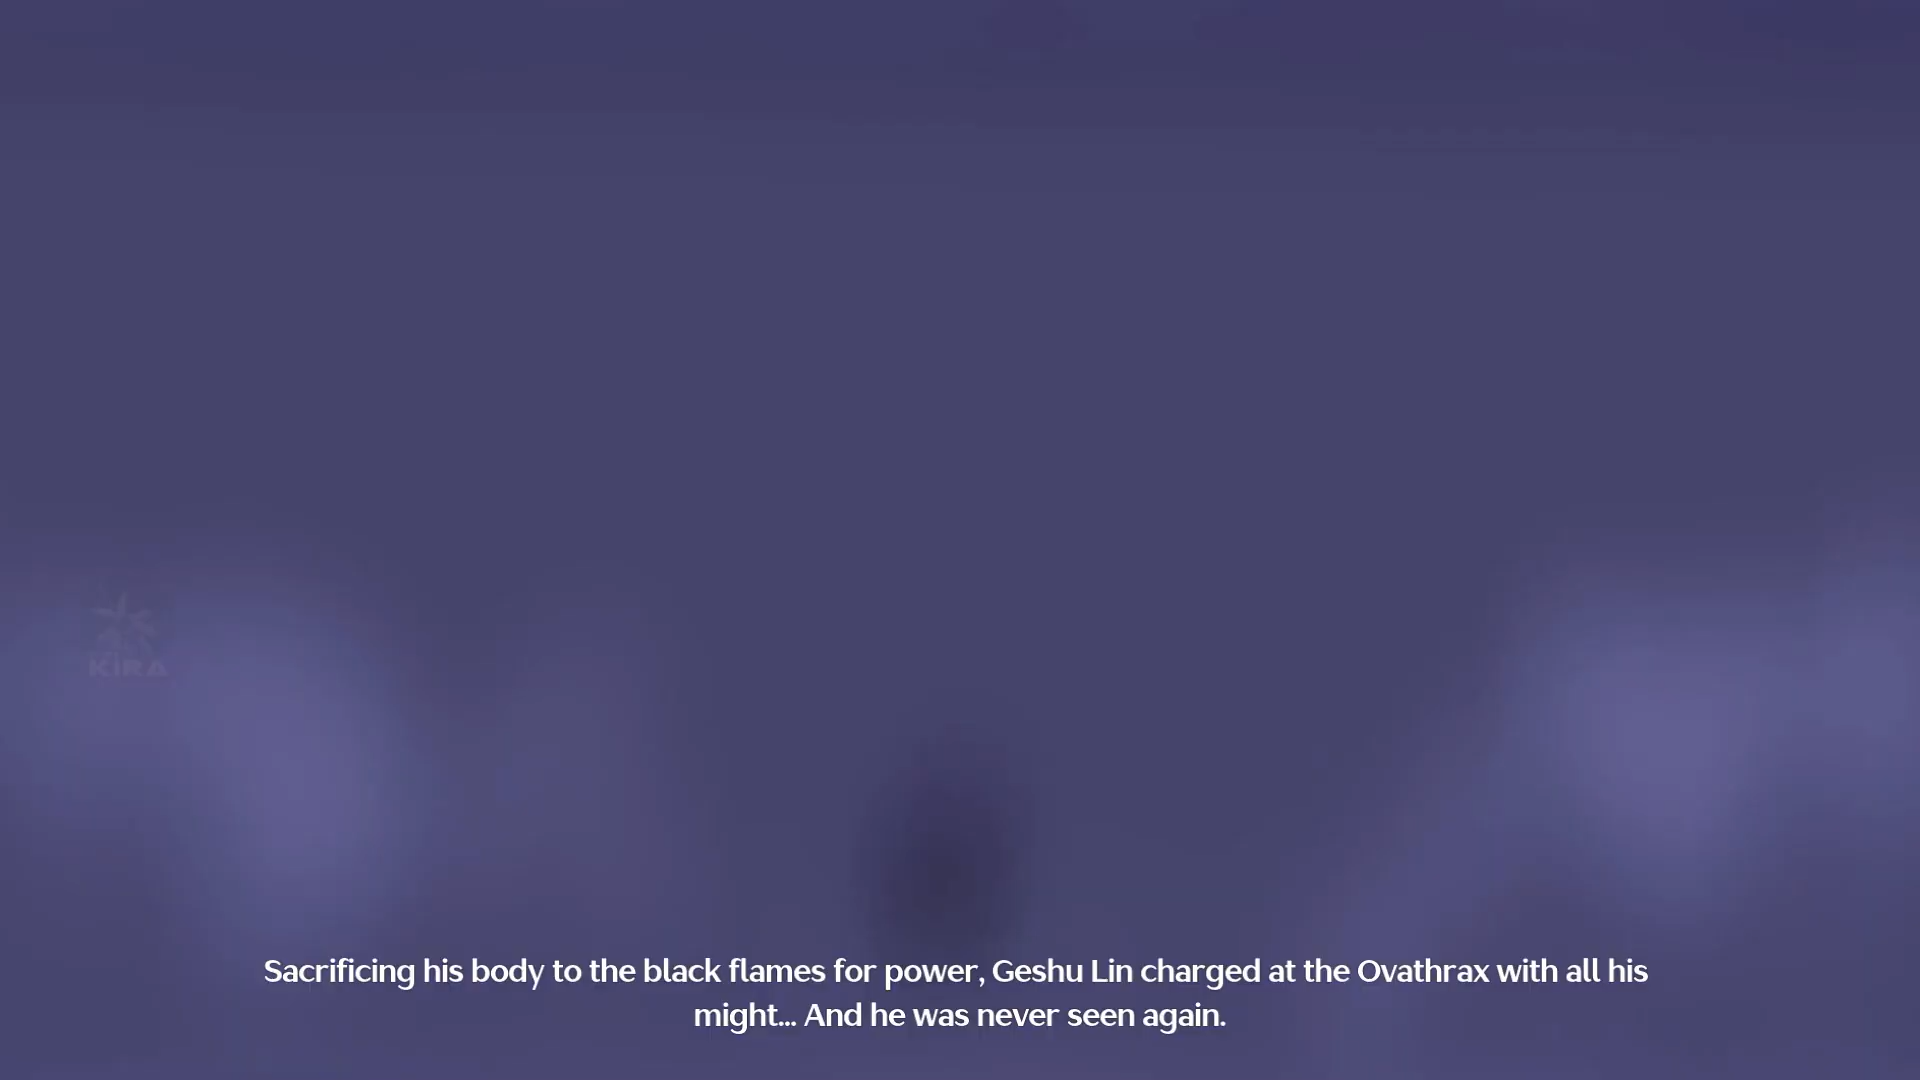 KIRA
Sacrificing his body to the black flames for power, Geshu Lin charged at the Ovathrax with all his
might... And he was never seen again.